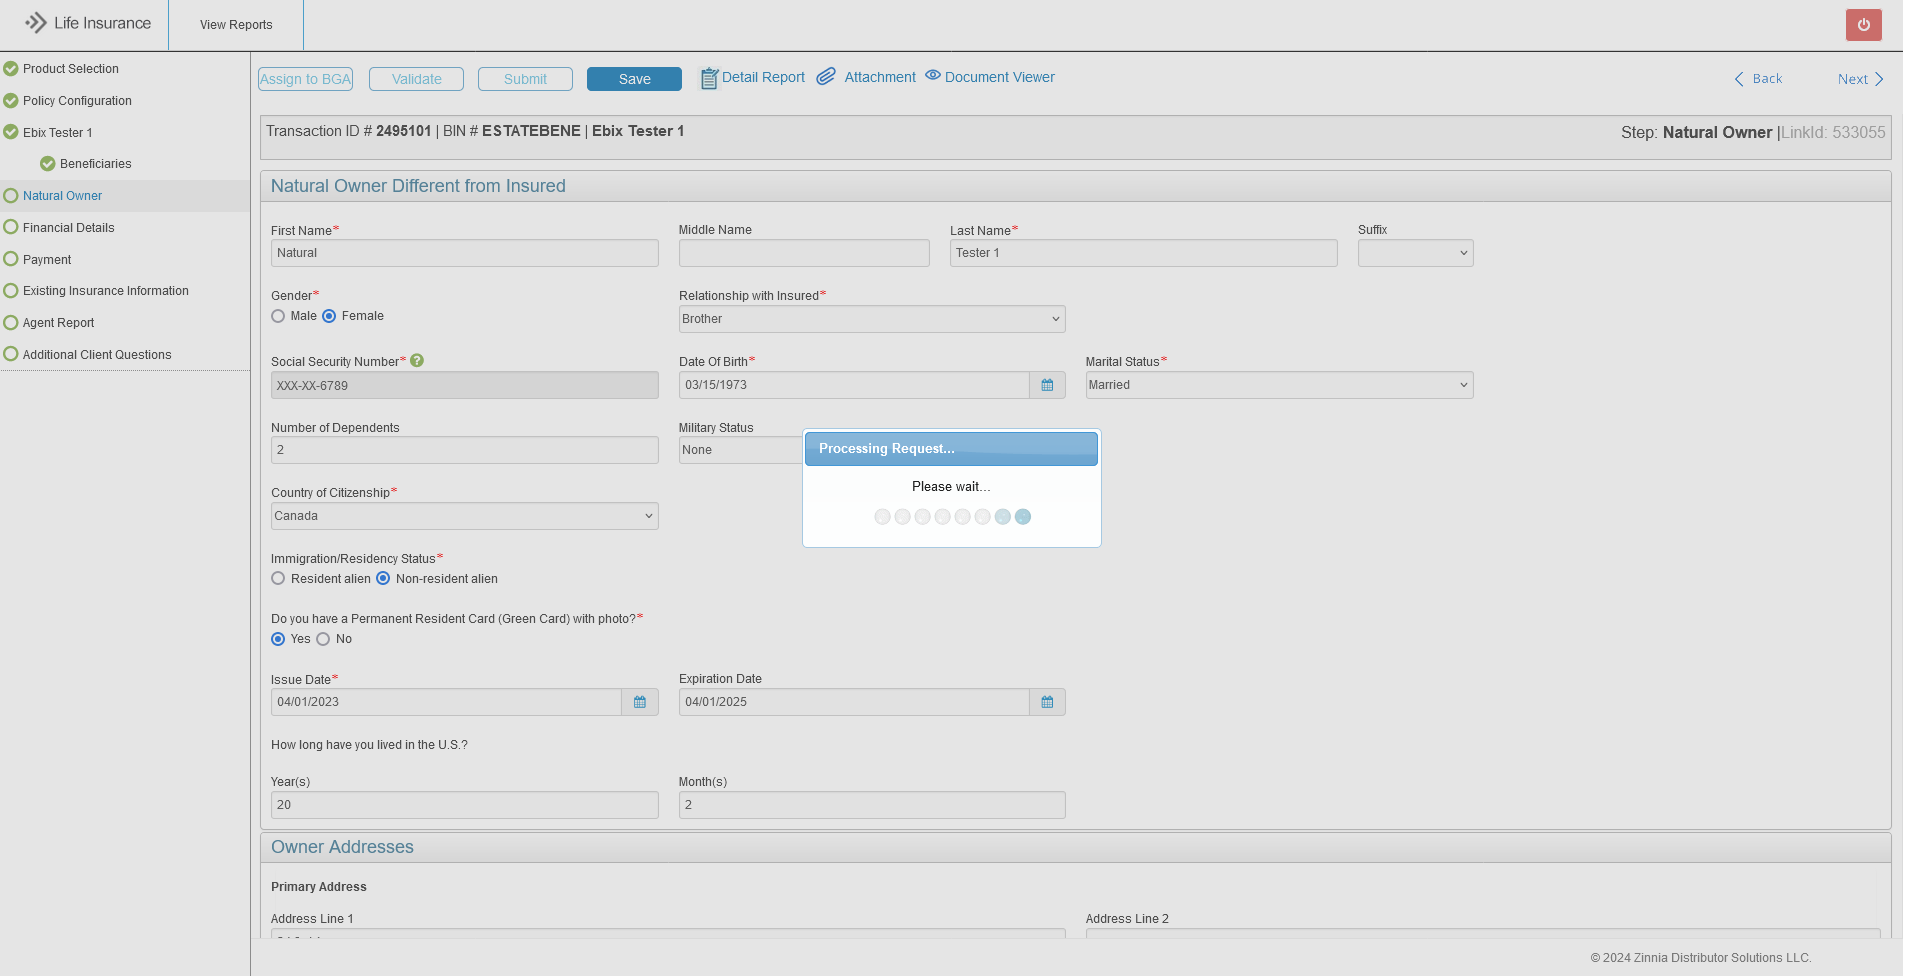 Life Insurance
View Reports
Product Selection
Policy Configuration
Ebix Tester 1
Beneficiaries
Natural Owner
Financial Details
Payment
Existing Insurance Information
Agent Report
Additional Client Questions
Assign to BGA
Validate
Submit
Save
Detail Report
Attachment
Document Viewer
Back
Next
Transaction ID # 2495101 | BIN # ESTATEBENE | Ebix Tester 1
Step: Natural Owner |LinkId: 533055
Natural Owner Different from Insured
First Name*
Middle Name
Last Name*
Suffix
Natural
Tester 1
Gender*
Relationship with Insured*
Male
Female
Brother
Social Security Number* ?
Date Of Birth*
Marital Status*
XXX-XX-6789
03/15/1973
Married
Number of Dependents
Military Status
2
None
Processing Request...
Please wait...
Country of Citizenship*
Canada
Immigration/Residency Status*
Resident alien
Non-resident alien
Do you have a Permanent Resident Card (Green Card) with photo?*
Yes
No
Issue Date*
Expiration Date
04/01/2023
04/01/2025
How long have you lived in the U.S.?
Year(s)
Month(s)
20
2
Owner Addresses
Primary Address
Address Line 1
Address Line 2
© 2024 Zinnia Distributor Solutions LLC.